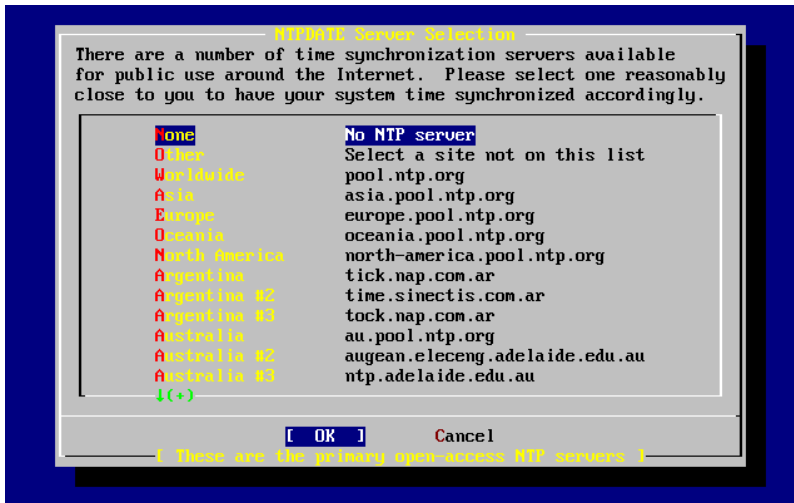 NTPDATE Server Selection
There are a number of time synchronization servers available
for public use around the Internet.  Please select one reasonably
close to you to have your system time synchronized accordingly.
None No NTP server
Other Select a site not on this list
Worldwide pool.ntp.org
Asia asia.pool.ntp.org
Europe europe.pool.ntp.org
Oceania oceania.pool.ntp.org
North America north-america.pool.ntp.org
Argentina tick.nap.com.ar
Argentina #2 time.sinectis.com.ar
Argentina #3 tock.nap.com.ar
Australia au.pool.ntp.org
Australia #2 augean.eleceng.adelaide.edu.au
Australia #3 ntp.adelaide.edu.au
↓(+)
[ OK ] Cancel
[ These are the primary open-access NTP servers ]